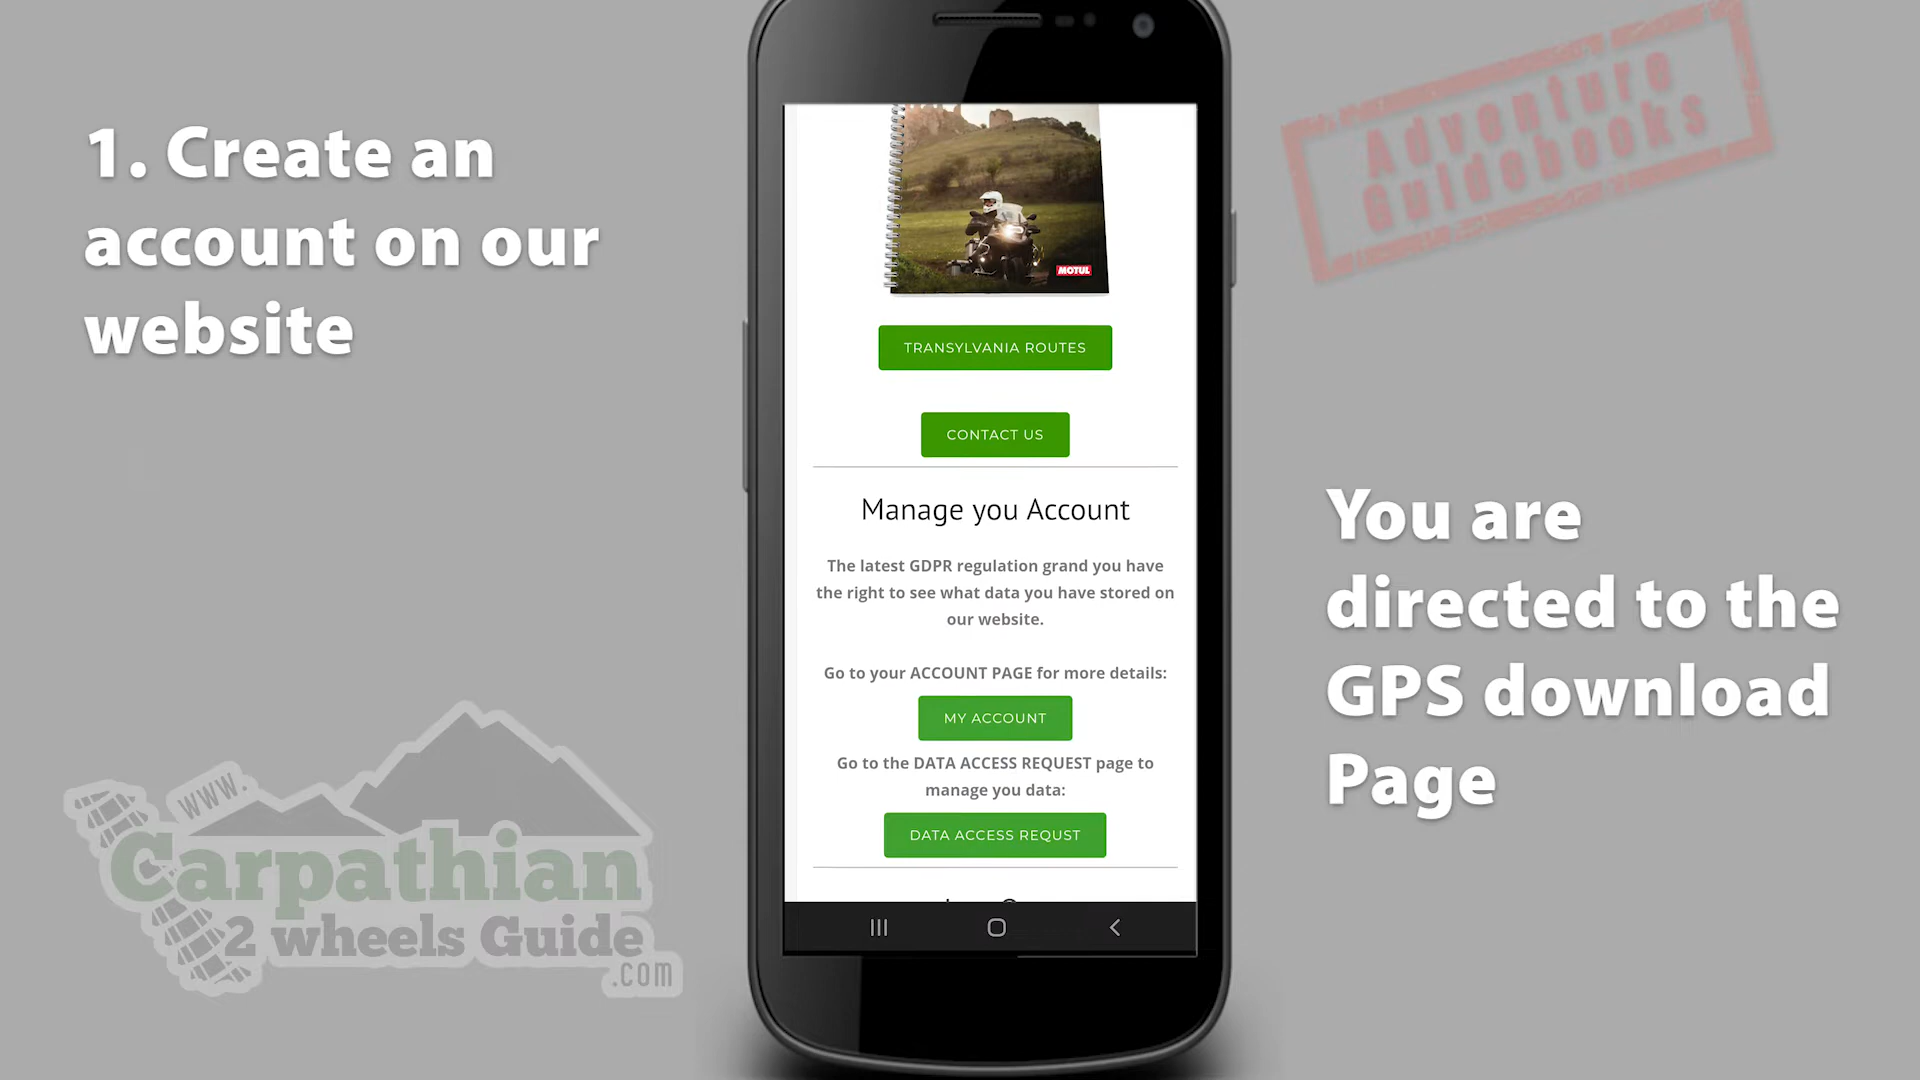 1. Create an
account on our
website
Adventure
Guidebooks
MOTUL
TRANSYLVANIA ROUTES
CONTACT US
Manage you Account
The latest GDPR regulation grand you have
the right to see what data you have stored on
our website.
Go to your ACCOUNT PAGE for more details:
MY ACCOUNT
Go to the DATA ACCESS REQUEST page to
manage you data:
DATA ACCESS REQUST
You are
directed to the
GPS download
Page
www.
Carpathian
2 wheels Guide
.com